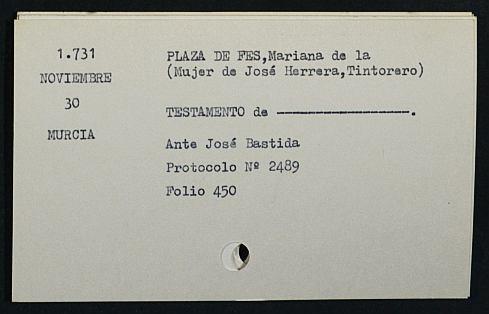 1.731
NOVIEMBRE
30
MURCIA
PLAZA DE FES,Mariana de la
(Mujer de José Herrera,Tintorero)
TESTAMENTO de ------------------.
Ante José Bastida
Protocolo Nº 2489
Folio 450